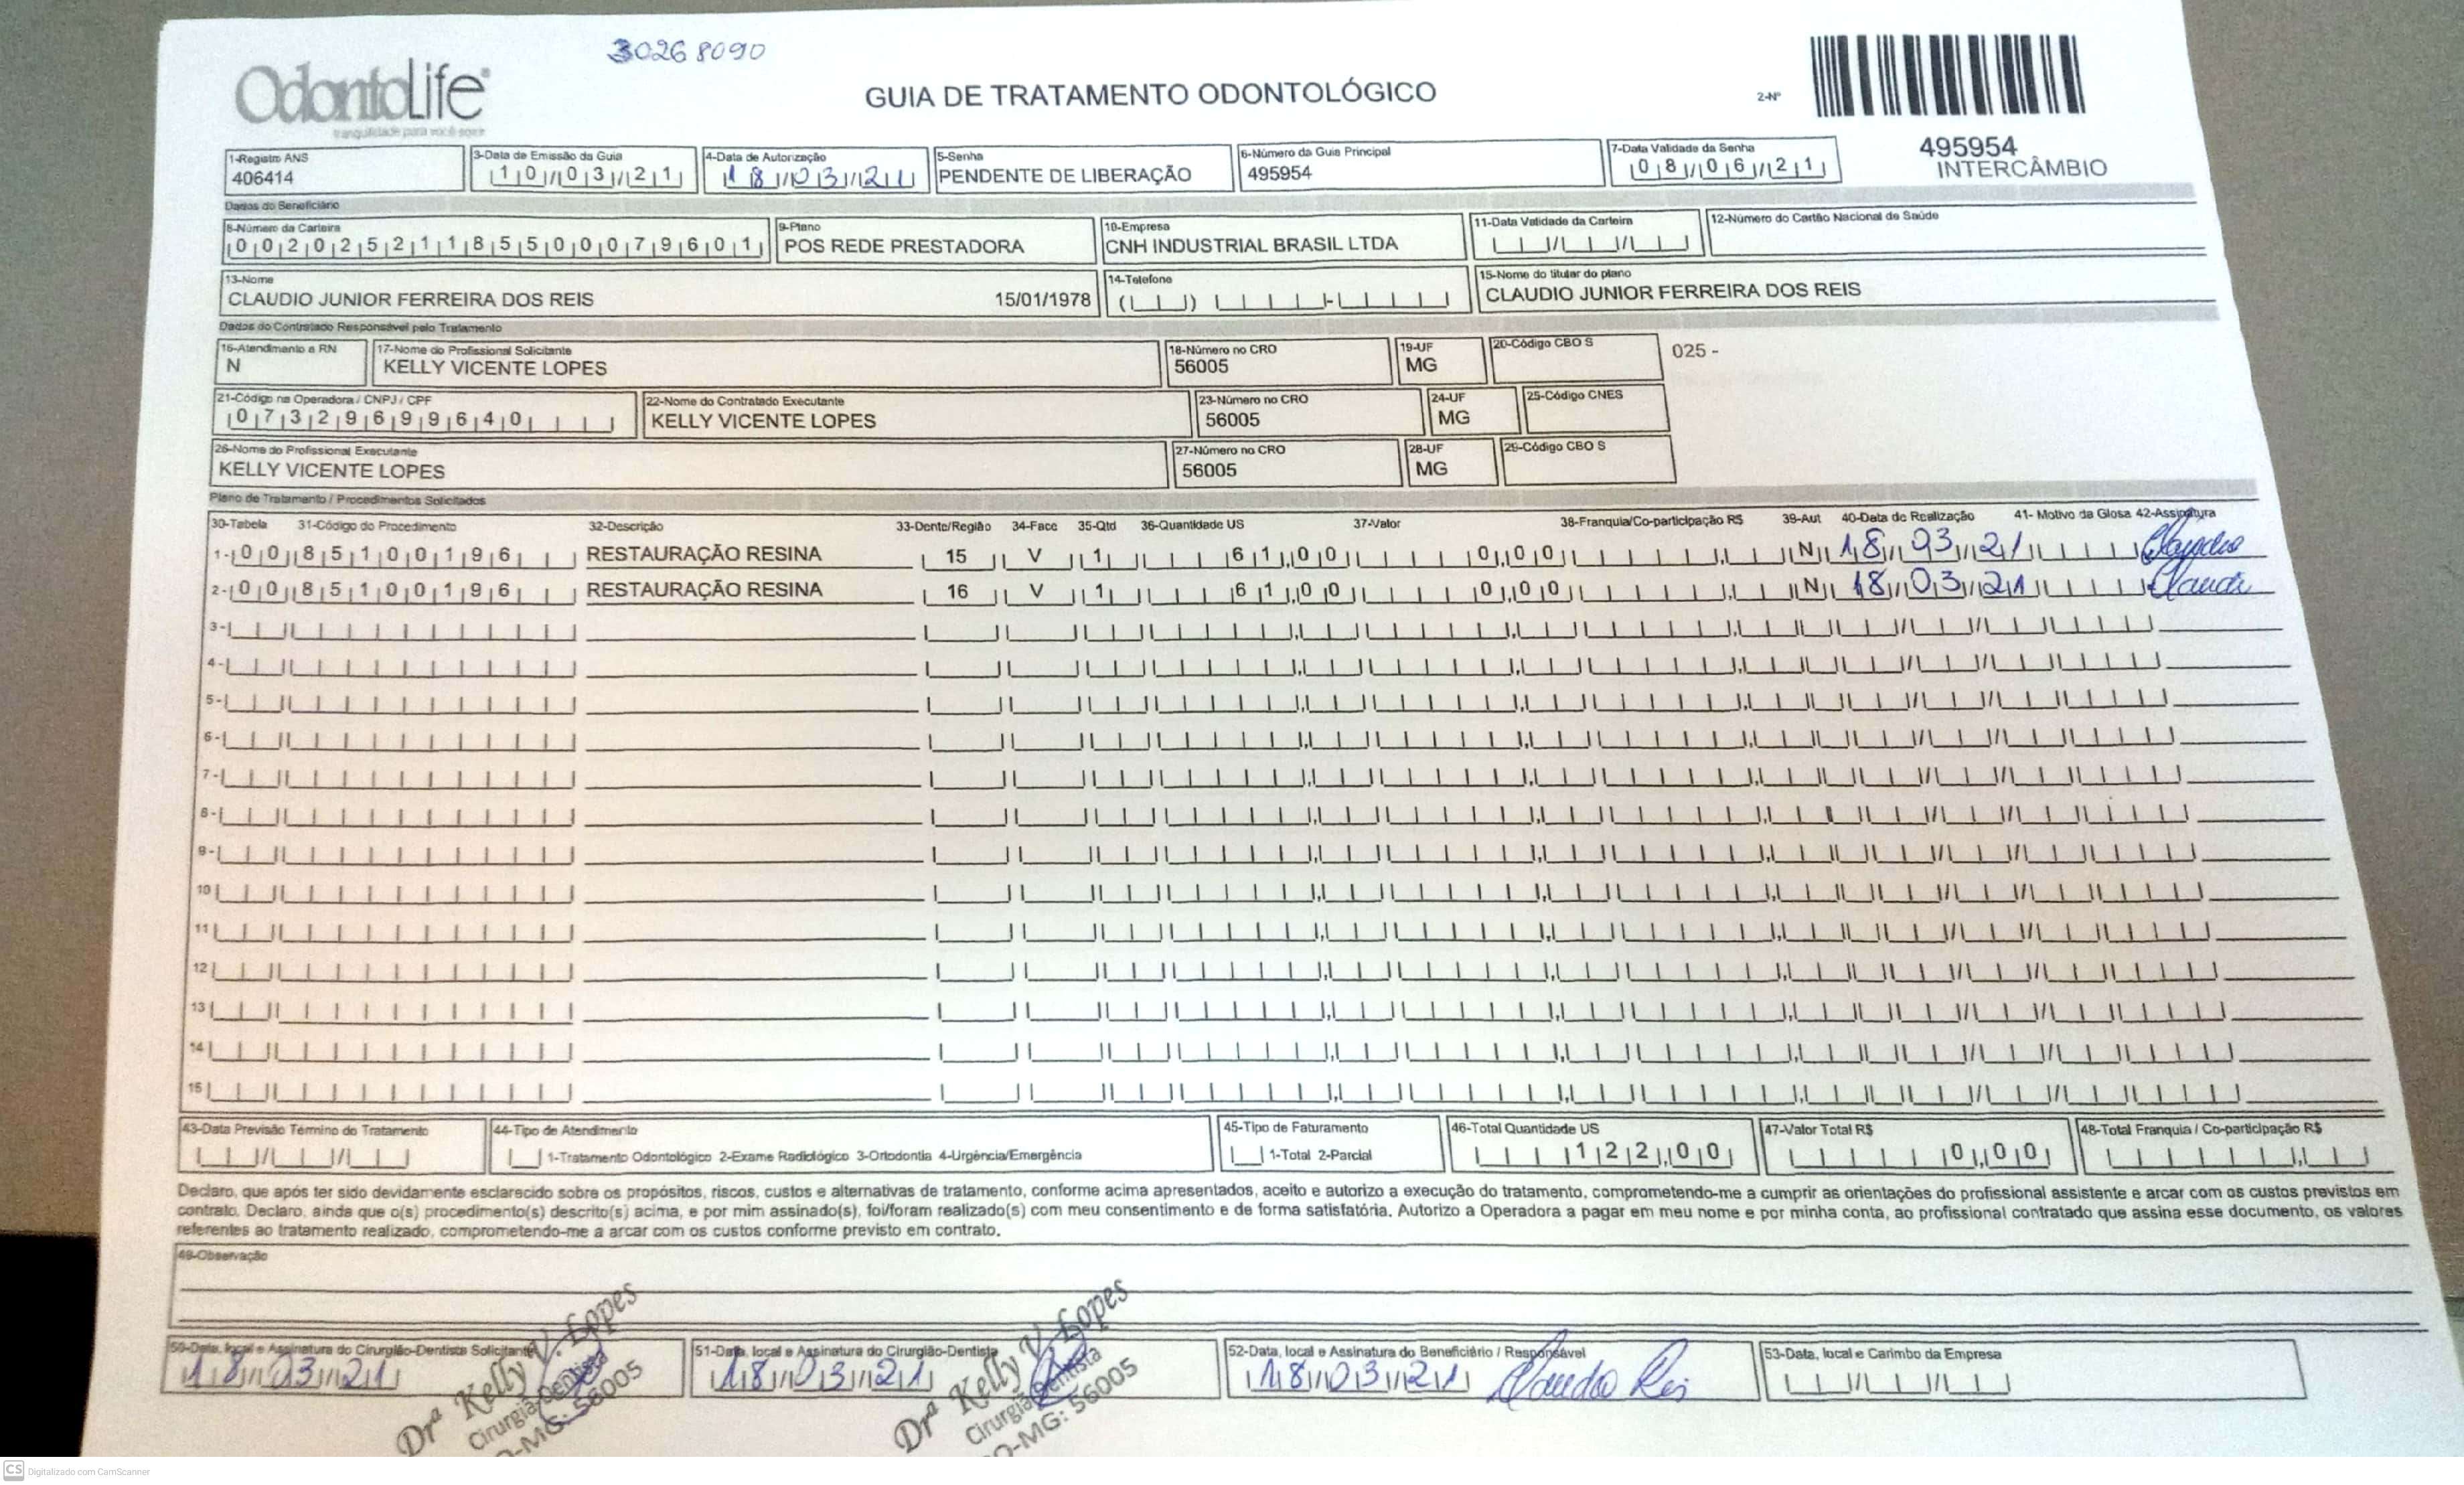 30268090
OdontoLife®
tranquilidade para você sorrir
GUIA DE TRATAMENTO ODONTOLÓGICO
2-Nº
495954
INTERCÂMBIO
1-Registro ANS
406414
3-Data de Emissão da Guia
10/03/21
4-Data de Autorização
18/03/21
5-Senha
PENDENTE DE LIBERAÇÃO
6-Número da Guia Principal
495954
7-Data Validade da Senha
08/06/21
Dados do Beneficiário
8-Número da Carteira
00202521185500079601
9-Plano
POS REDE PRESTADORA
10-Empresa
CNH INDUSTRIAL BRASIL LTDA
11-Data Validade da Carteira
12-Número do Cartão Nacional de Saúde
13-Nome
CLAUDIO JUNIOR FERREIRA DOS REIS 15/01/1978
14-Telefone
15-Nome do titular do plano
CLAUDIO JUNIOR FERREIRA DOS REIS
Dados do Contratado Responsável pelo Tratamento
16-Atendimento a RN
N
17-Nome do Profissional Solicitante
KELLY VICENTE LOPES
18-Número no CRO
56005
19-UF
MG
20-Código CBO S
025 -
21-Código na Operadora / CNPJ / CPF
07329699640
22-Nome do Contratado Executante
KELLY VICENTE LOPES
23-Número no CRO
56005
24-UF
MG
25-Código CNES
26-Nome do Profissional Executante
KELLY VICENTE LOPES
27-Número no CRO
56005
28-UF
MG
29-Código CBO S
Plano de Tratamento / Procedimentos Solicitados
30-Tabela 31-Código do Procedimento 32-Descrição 33-Dente/Região 34-Face 35-Qtd 36-Quantidade US 37-Valor 38-Franquia/Co-participação R$ 39-Aut 40-Data de Realização 41- Motivo da Glosa 42-Assinatura
1- 00 85100196 RESTAURAÇÃO RESINA 15 V 1 61,00 0,00 N 18/03/21 Claudio
2- 00 85100196 RESTAURAÇÃO RESINA 16 V 1 61,00 0,00 N 18/03/21 Claudi
3-
4-
5-
6-
7-
8-
9-
10
11
12
13
14
15
43-Data Previsão Término do Tratamento
44-Tipo de Atendimento
1-Tratamento Odontológico 2-Exame Radiológico 3-Ortodontia 4-Urgência/Emergência
45-Tipo de Faturamento
1-Total 2-Parcial
46-Total Quantidade US
122,00
47-Valor Total R$
0,00
48-Total Franquia / Co-participação R$
Declaro, que após ter sido devidamente esclarecido sobre os propósitos, riscos, custos e alternativas de tratamento, conforme acima apresentados, aceito e autorizo a execução do tratamento, comprometendo-me a cumprir as orientações do profissional assistente e arcar com os custos previstos em
contrato. Declaro, ainda que o(s) procedimento(s) descrito(s) acima, e por mim assinado(s), foi/foram realizado(s) com meu consentimento e de forma satisfatória. Autorizo a Operadora a pagar em meu nome e por minha conta, ao profissional contratado que assina esse documento, os valores
referentes ao tratamento realizado, comprometendo-me a arcar com os custos conforme previsto em contrato.
49-Observação
50-Data, local e Assinatura do Cirurgião-Dentista Solicitante
18/03/21
Drª Kelly V. Lopes
Cirurgiã-Dentista
O-MG: 56005
51-Data, local e Assinatura do Cirurgião-Dentista
18/03/21
Drª Kelly V. Lopes
Cirurgiã-Dentista
O-MG: 56005
52-Data, local e Assinatura do Beneficiário / Responsável
18/03/21 Claudio Reis
53-Data, local e Carimbo da Empresa
CS Digitalizado com CamScanner